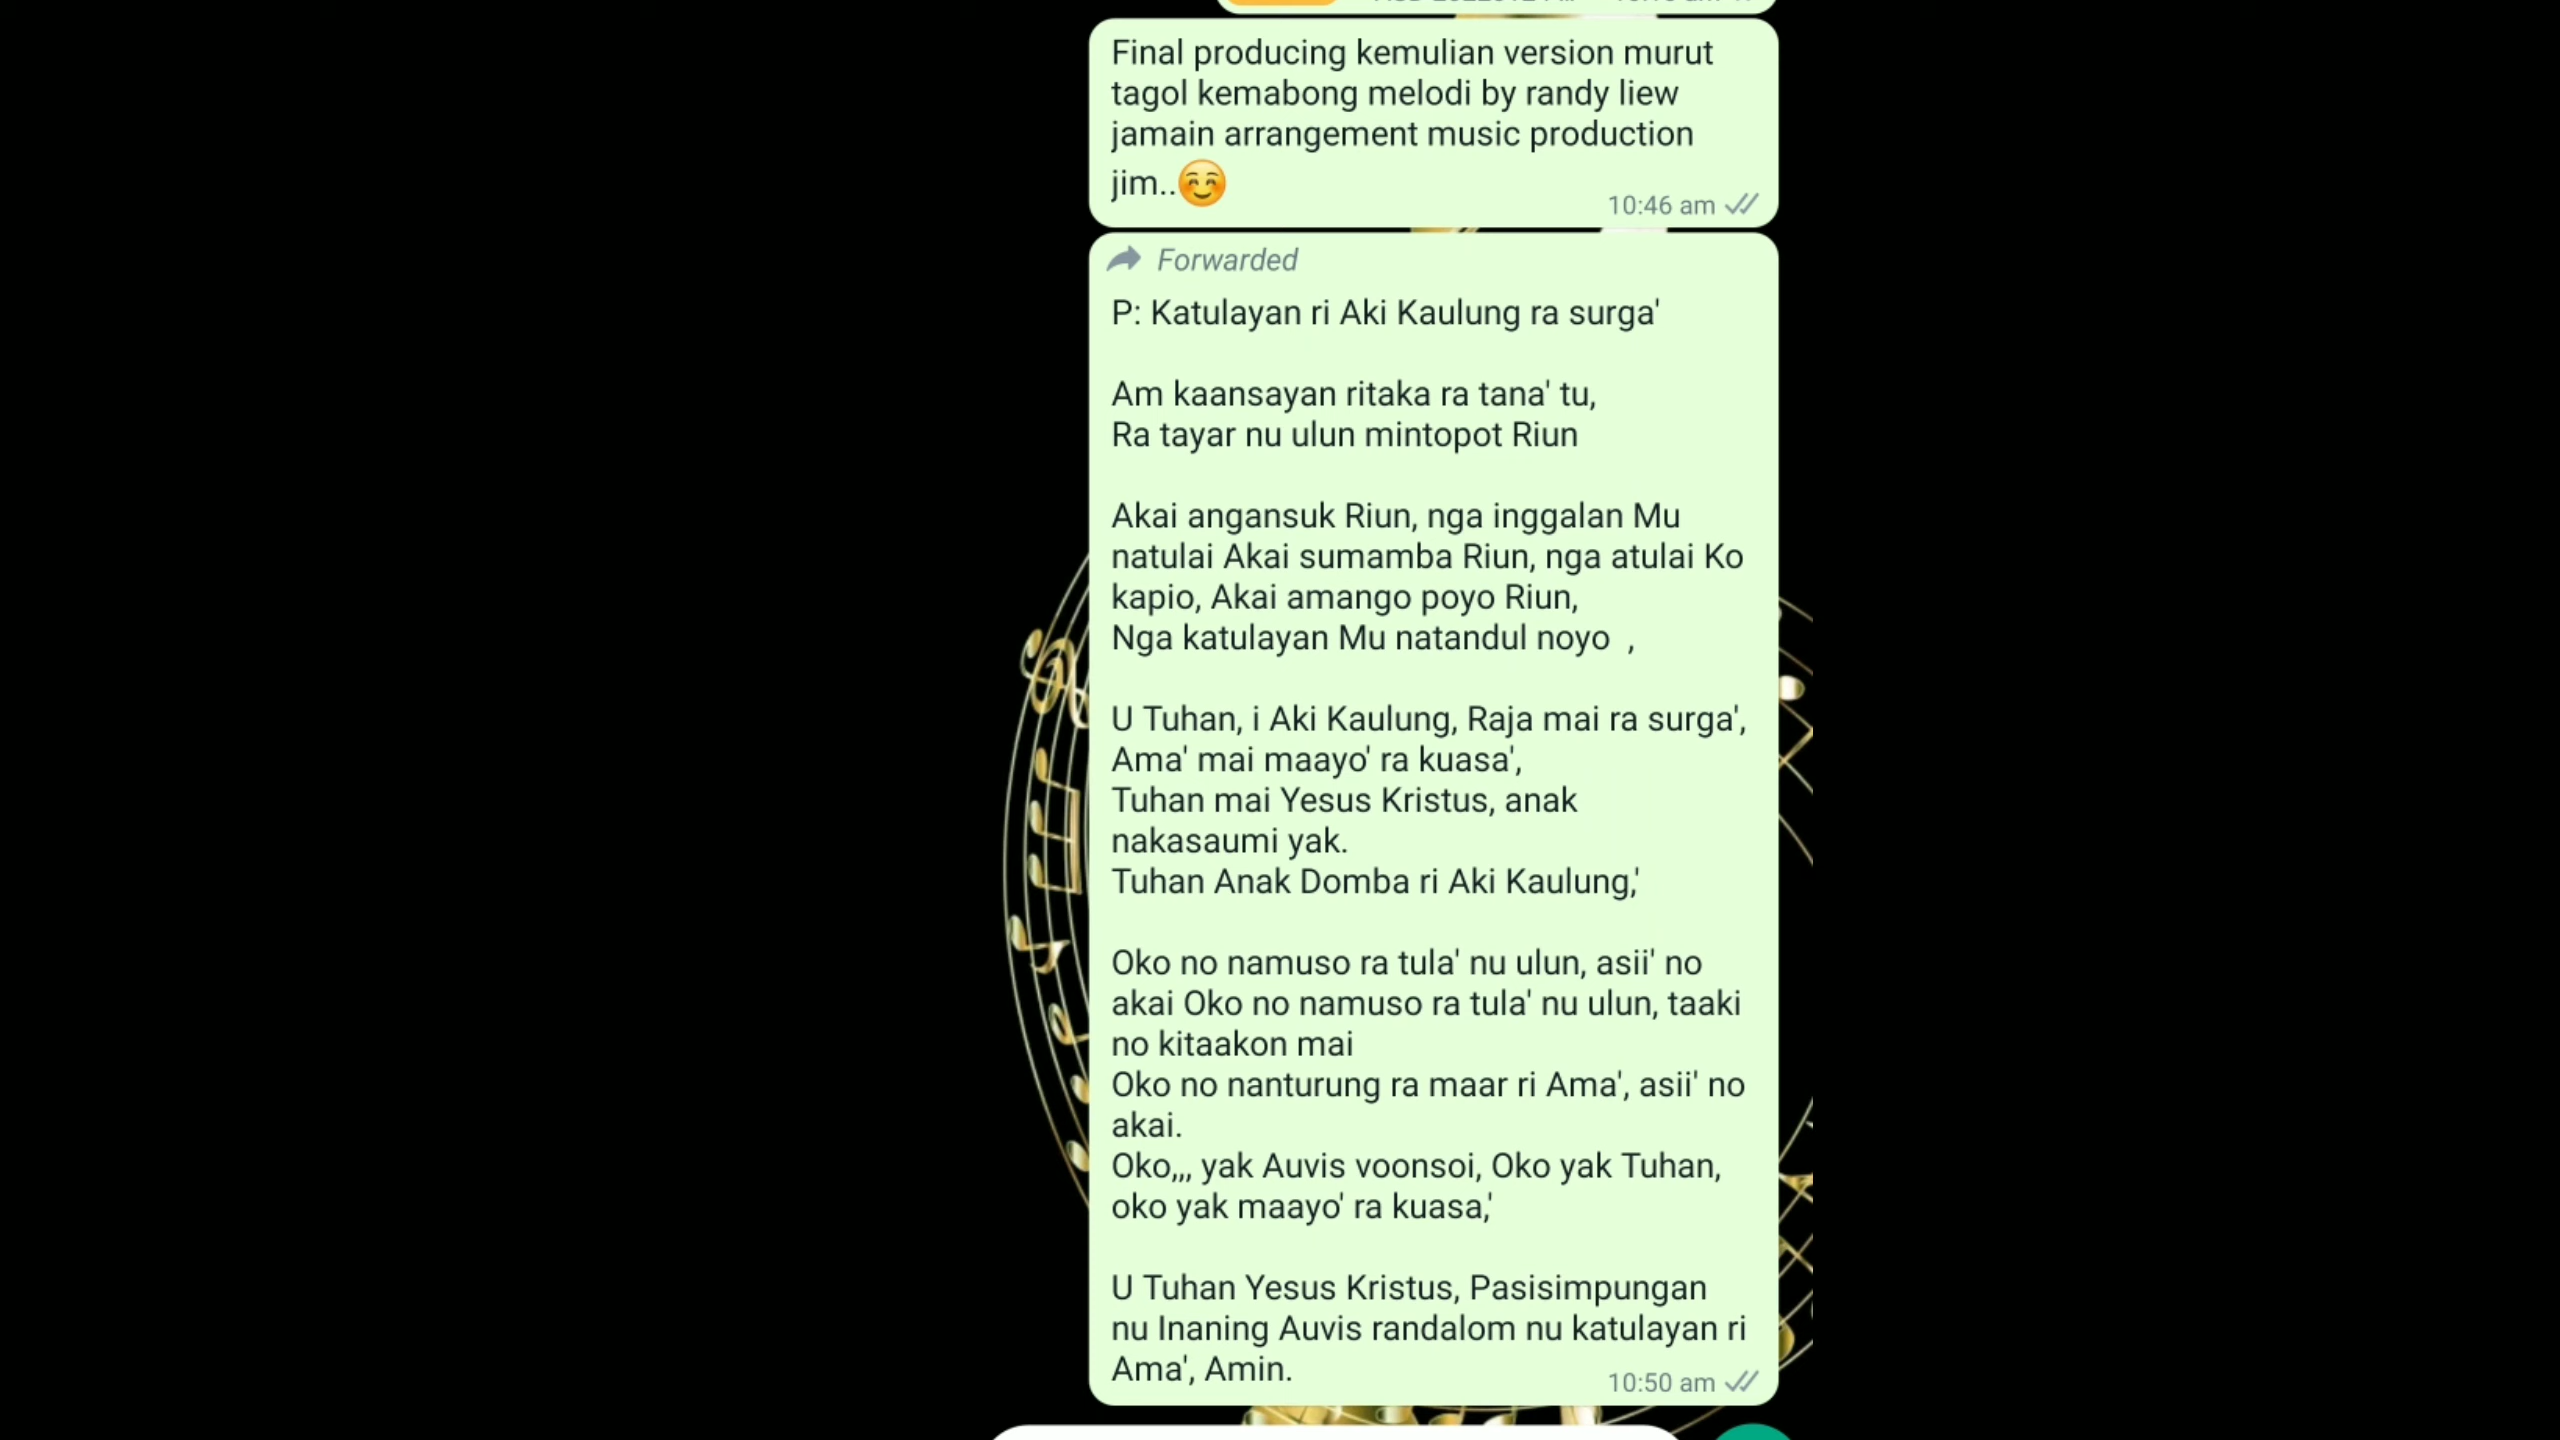 Final producing kemulian version murut
tagol kemabong melodi by randy liew
jamain arrangement music production
jim..☺️
10:46 am
Forwarded
P: Katulayan ri Aki Kaulung ra surga'
Am kaansayan ritaka ra tana' tu,
Ra tayar nu ulun mintopot Riun
Akai angansuk Riun, nga inggalan Mu
natulai Akai sumamba Riun, nga atulai Ko
kapio, Akai amango poyo Riun,
Nga katulayan Mu natandul noyo  ,
U Tuhan, i Aki Kaulung, Raja mai ra surga',
Ama' mai maayo' ra kuasa',
Tuhan mai Yesus Kristus, anak
nakasaumi yak.
Tuhan Anak Domba ri Aki Kaulung,'
Oko no namuso ra tula' nu ulun, asii' no
akai Oko no namuso ra tula' nu ulun, taaki
no kitaakon mai
Oko no nanturung ra maar ri Ama', asii' no
akai.
Oko,,, yak Auvis voonsoi, Oko yak Tuhan,
oko yak maayo' ra kuasa,'
U Tuhan Yesus Kristus, Pasisimpungan
nu Inaning Auvis randalom nu katulayan ri
Ama', Amin.
10:50 am